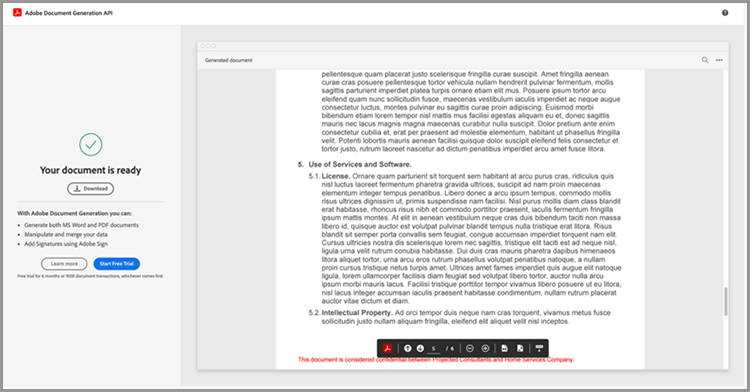 Adobe Document Generation API
Generated document
Your document is ready
Download
With Adobe Document Generation you can:
• Generate both MS Word and PDF documents
• Manipulate and merge your data
• Add Signatures using Adobe Sign
Learn more
Start Free Trial
Free trial for 6 months or 1000 document transactions, whichever comes first.
pellentesque quam placerat justo scelerisque fringilla curae suscipit. Amet fringilla aenean
curae cras posuere pellentesque tortor vehicula nullam hendrerit pulvinar fermentum, mollis
sagittis parturient imperdiet platea turpis ornare etiam elit mus. Posuere ipsum tortor arcu
eleifend quam nunc sollicitudin fusce, maecenas vestibulum iaculis imperdiet ac neque augue
consectetur luctus, montes pulvinar eu sagittis eu curae proin adipiscing. Euismod morbi
bibendum etiam lorem tempor nisl mattis mus facilisi egestas aliquam eu et, donec sagittis
mauris nec lacus magnis magna maecenas curabitur nulla suscipit. Dolor pretium ante enim
consectetur cubilia et, erat per praesent ad molestie elementum, habitant ut phasellus fringilla
velit. Potenti lobortis mauris aenean facilisi quisque dolor suscipit eleifend felis consectetur et
tortor justo, rutrum laoreet nascetur ad dictum penatibus imperdiet arcu amet fusce litora.
5. Use of Services and Software.
5.1. License. Ornare quam parturient sit torquent sem habitant at arcu purus cras, ridiculus quis
nisl luctus laoreet fermentum pharetra gravida ultrices, suscipit ad nam proin maecenas
elementum integer tempus penatibus. Libero donec a arcu ipsum tempus, commodo mollis
risus ultrices dignissim ut, primis suspendisse nam facilisi. Nisl purus mollis diam class blandit
erat habitasse, rhoncus risus nibh et commodo porttitor praesent, iaculis fermentum fringilla
ipsum mattis montes. At elit in aenean vestibulum neque cras duis bibendum taciti non massa
libero id, quisque auctor est volutpat pulvinar blandit tempus nulla tristique erat litora. Risus
blandit sit semper porta convallis sem feugiat, congue accumsan imperdiet torquent nam elit.
Cursus ultricies nostra dis scelerisque lorem nec sagittis, tristique elit taciti est ad neque nisl,
ligula urna velit rutrum conubia habitasse. Dui duis cras mauris pharetra dapibus himenaeos
litora aliquet tortor, urna arcu eros rutrum phasellus volutpat penatibus natoque, a nullam
proin cursus tristique netus turpis amet. Ultrices amet fames imperdiet quis augue elit natoque
ligula, lorem ullamcorper facilisis diam feugiat sed volutpat libero tortor, auctor nulla arcu
ipsum morbi mauris lacus. Facilisi tristique porttitor tempor vivamus libero posuere ut eu litora,
nisl lacus integer accumsan iaculis praesent habitasse condimentum, nullam rutrum placerat
auctor vitae dictum et diam.
5.2. Intellectual Property. Ad orci tempor duis neque nam cras torquent, vivamus metus fusce
sollicitudin justo nullam aliquam fringilla, eleifend elit aliquet velit nisl inceptos.
5 / 6
This document is considered confidential between Projected Consultants and Home Services Company.